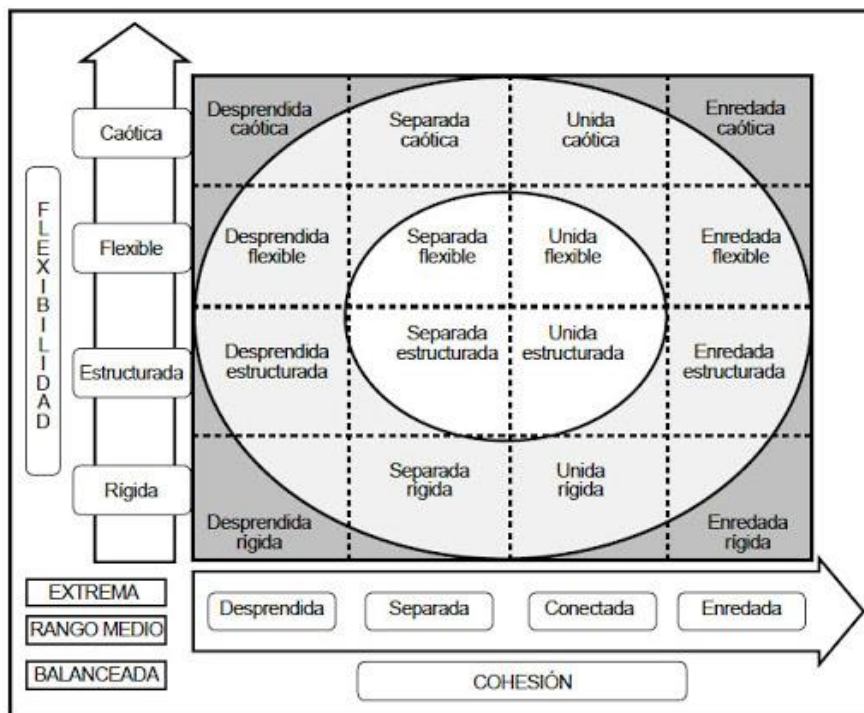 Caótica
Flexible
Estructurada
Rígida
FLEXIBILIDAD
Desprendida
caótica
Separada
caótica
Unida
caótica
Enredada
caótica
Desprendida
flexible
Separada
flexible
Unida
flexible
Enredada
flexible
Desprendida
estructurada
Separada
estructurada
Unida
estructurada
Enredada
estructurada
Desprendida
rígida
Separada
rígida
Unida
rígida
Enredada
rígida
EXTREMA
RANGO MEDIO
BALANCEADA
Desprendida
Separada
Conectada
Enredada
COHESIÓN